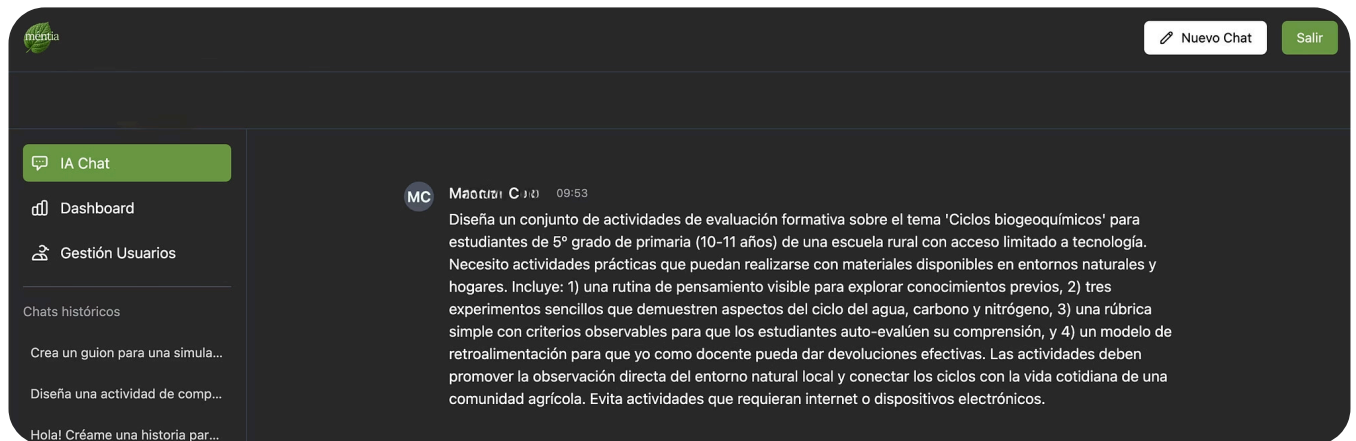 mentia
Nuevo Chat
Salir
IA Chat
Dashboard
Gestión Usuarios
Chats históricos
Crea un guion para una simula...
Diseña una actividad de comp...
Hola! Créame una historia par...
MC
09:53
Diseña un conjunto de actividades de evaluación formativa sobre el tema 'Ciclos biogeoquímicos' para
estudiantes de 5º grado de primaria (10-11 años) de una escuela rural con acceso limitado a tecnología.
Necesito actividades prácticas que puedan realizarse con materiales disponibles en entornos naturales y
hogares. Incluye: 1) una rutina de pensamiento visible para explorar conocimientos previos, 2) tres
experimentos sencillos que demuestren aspectos del ciclo del agua, carbono y nitrógeno, 3) una rúbrica
simple con criterios observables para que los estudiantes auto-evalúen su comprensión, y 4) un modelo de
retroalimentación para que yo como docente pueda dar devoluciones efectivas. Las actividades deben
promover la observación directa del entorno natural local y conectar los ciclos con la vida cotidiana de una
comunidad agrícola. Evita actividades que requieran internet o dispositivos electrónicos.